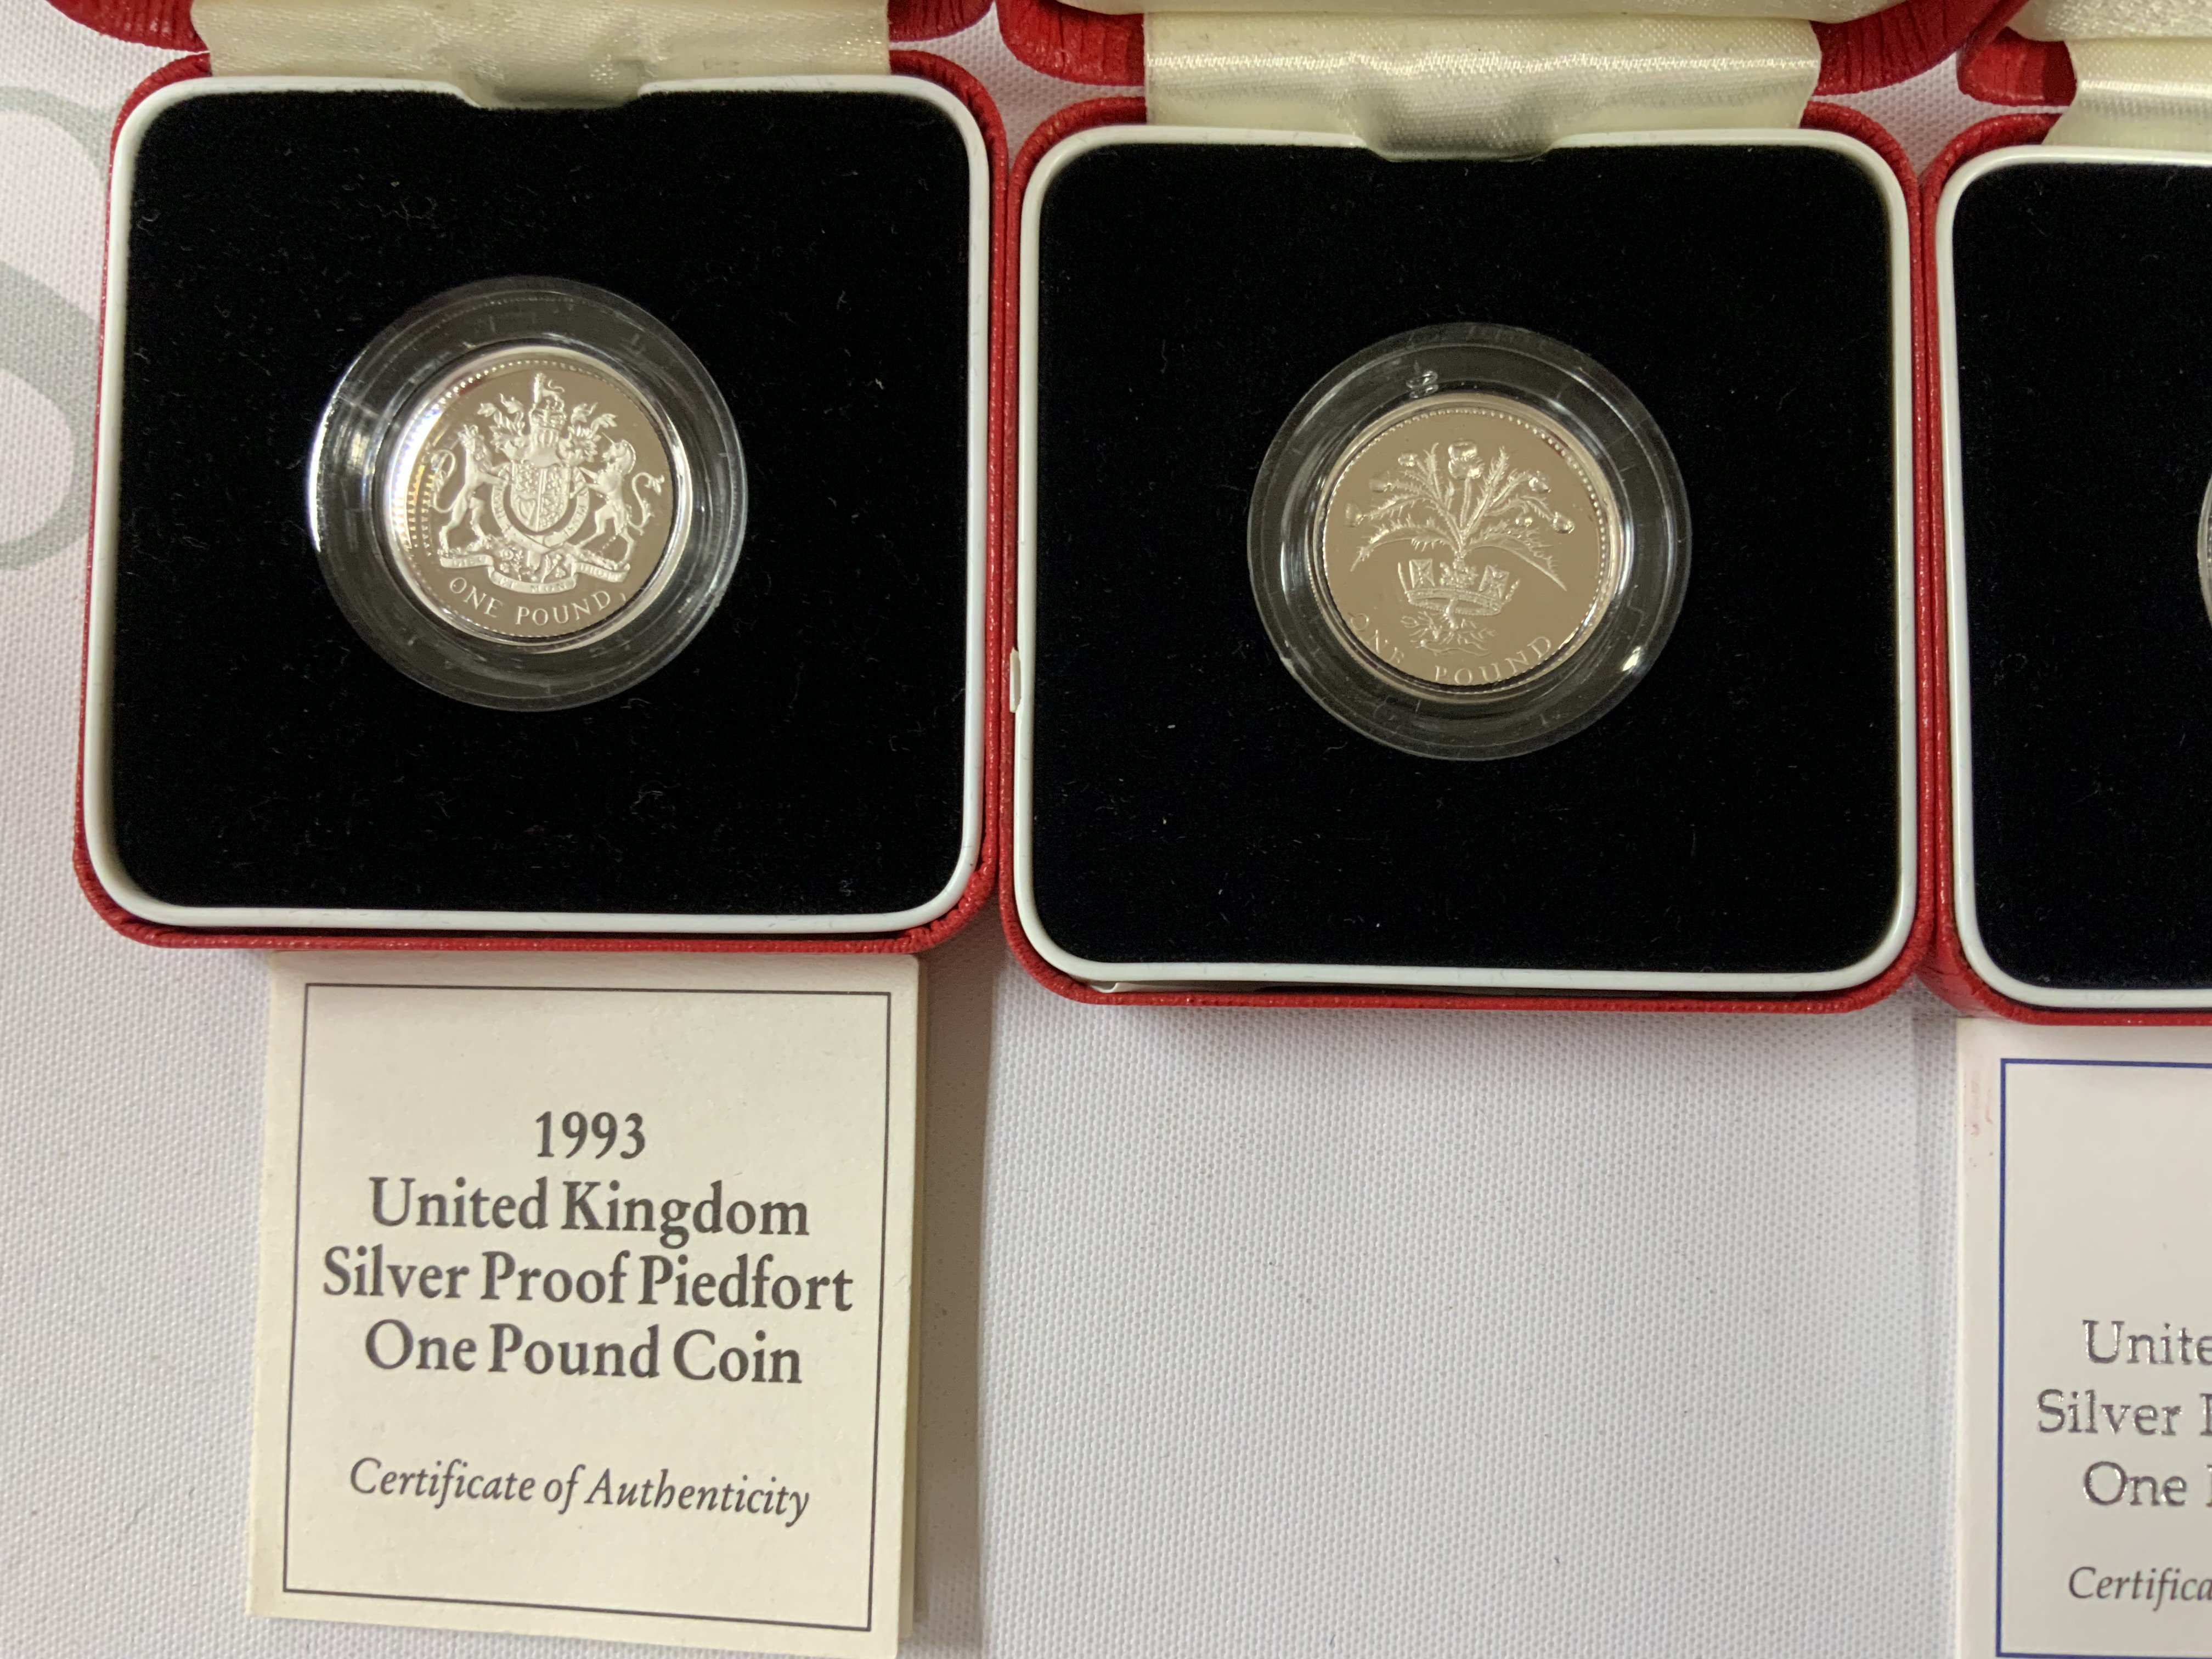 ONE POUND
ONE POUND
1993
United Kingdom
Silver Proof Piedfort
One Pound Coin
Certificate of Authenticity
Unite
Silver
One
Certifica